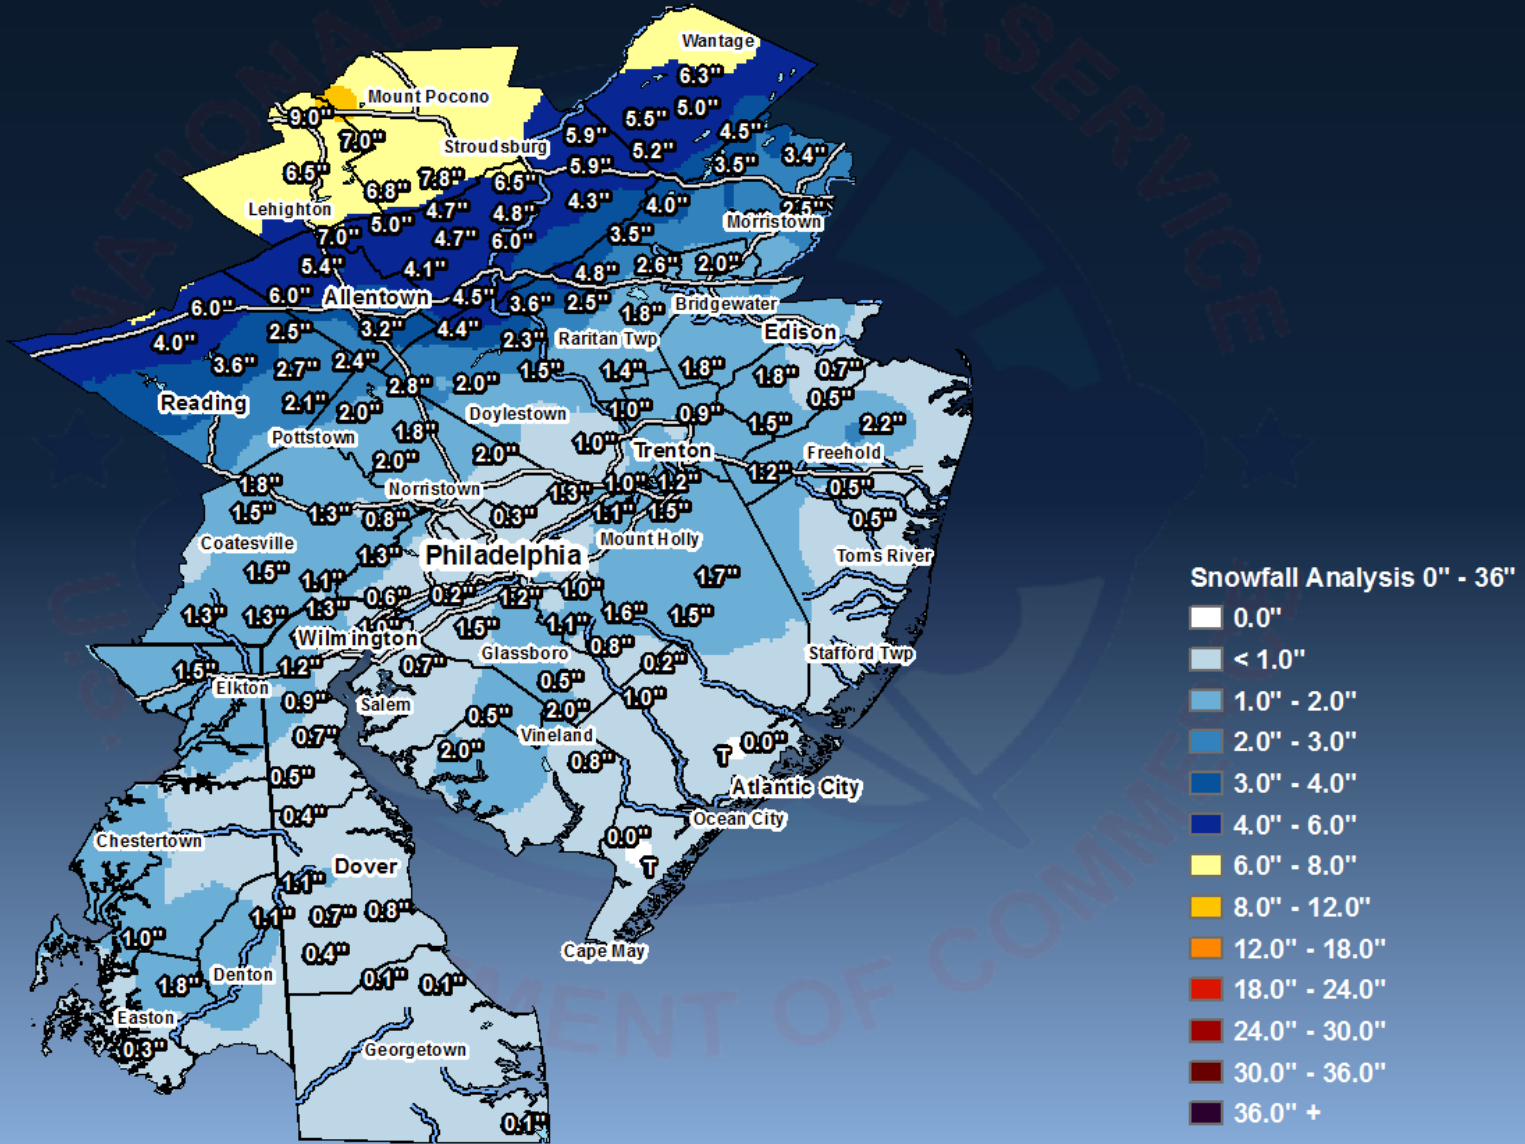 Wantage
6.3"
Mount Pocono
9.0"
5.5" 5.0"
7.0"
5.9"
4.5"
Stroudsburg
5.2"
3.4"
6.5"
5.9"
3.5"
6.8" 7.8" 6.5"
4.3" 4.0"
2.5"
Lehighton
4.7" 4.8"
Morristown
5.0"
7.0"
4.7" 6.0"
3.5"
5.4" 4.1"
4.8" 2.6" 2.0"
6.0" 6.0" Allentown 4.5" 3.6" 2.5" Bridgewater
1.8"
2.5" 3.2" 4.4" 2.3" Raritan Twp Edison
4.0"
3.6" 2.7" 2.4" 1.5" 1.4" 1.8" 1.8" 0.7"
2.8" 2.0"
Reading 2.1" 2.0" Doylestown 1.0" 0.9" 0.5"
1.5" 2.2"
Pottstown 1.8" 1.0"
2.0" 2.0" Trenton Freehold
1.2"
1.8" Norristown 1.3" 1.0" 1.2" 0.5"
1.5" 1.3" 0.8" 0.3" 1.1" 1.5" 0.5"
Coatesville Mount Holly
1.3" Philadelphia Toms River
1.5" 1.1" 1.7"
0.6" 0.2" 1.2" 1.0"
1.3" 1.3" 1.3" 1.6" 1.5"
1.0" 1.5" 1.1"
Wilmington 0.8"
Glassboro Stafford Twp
1.5" 1.2" 0.7" 0.2"
Elkton 0.5"
0.9" Salem 1.0"
0.5" 2.0"
0.7" Vineland
2.0" T 0.0"
0.8"
0.5" Atlantic City
0.4" Ocean City
Chestertown 0.0"
Dover T
1.1"
1.1" 0.7" 0.8"
1.0" 0.4" Cape May
Denton 0.1" 0.1"
1.8"
Easton
0.3" Georgetown
0.1"
Snowfall Analysis 0" - 36"
0.0"
< 1.0"
1.0" - 2.0"
2.0" - 3.0"
3.0" - 4.0"
4.0" - 6.0"
6.0" - 8.0"
8.0" - 12.0"
12.0" - 18.0"
18.0" - 24.0"
24.0" - 30.0"
30.0" - 36.0"
36.0" +